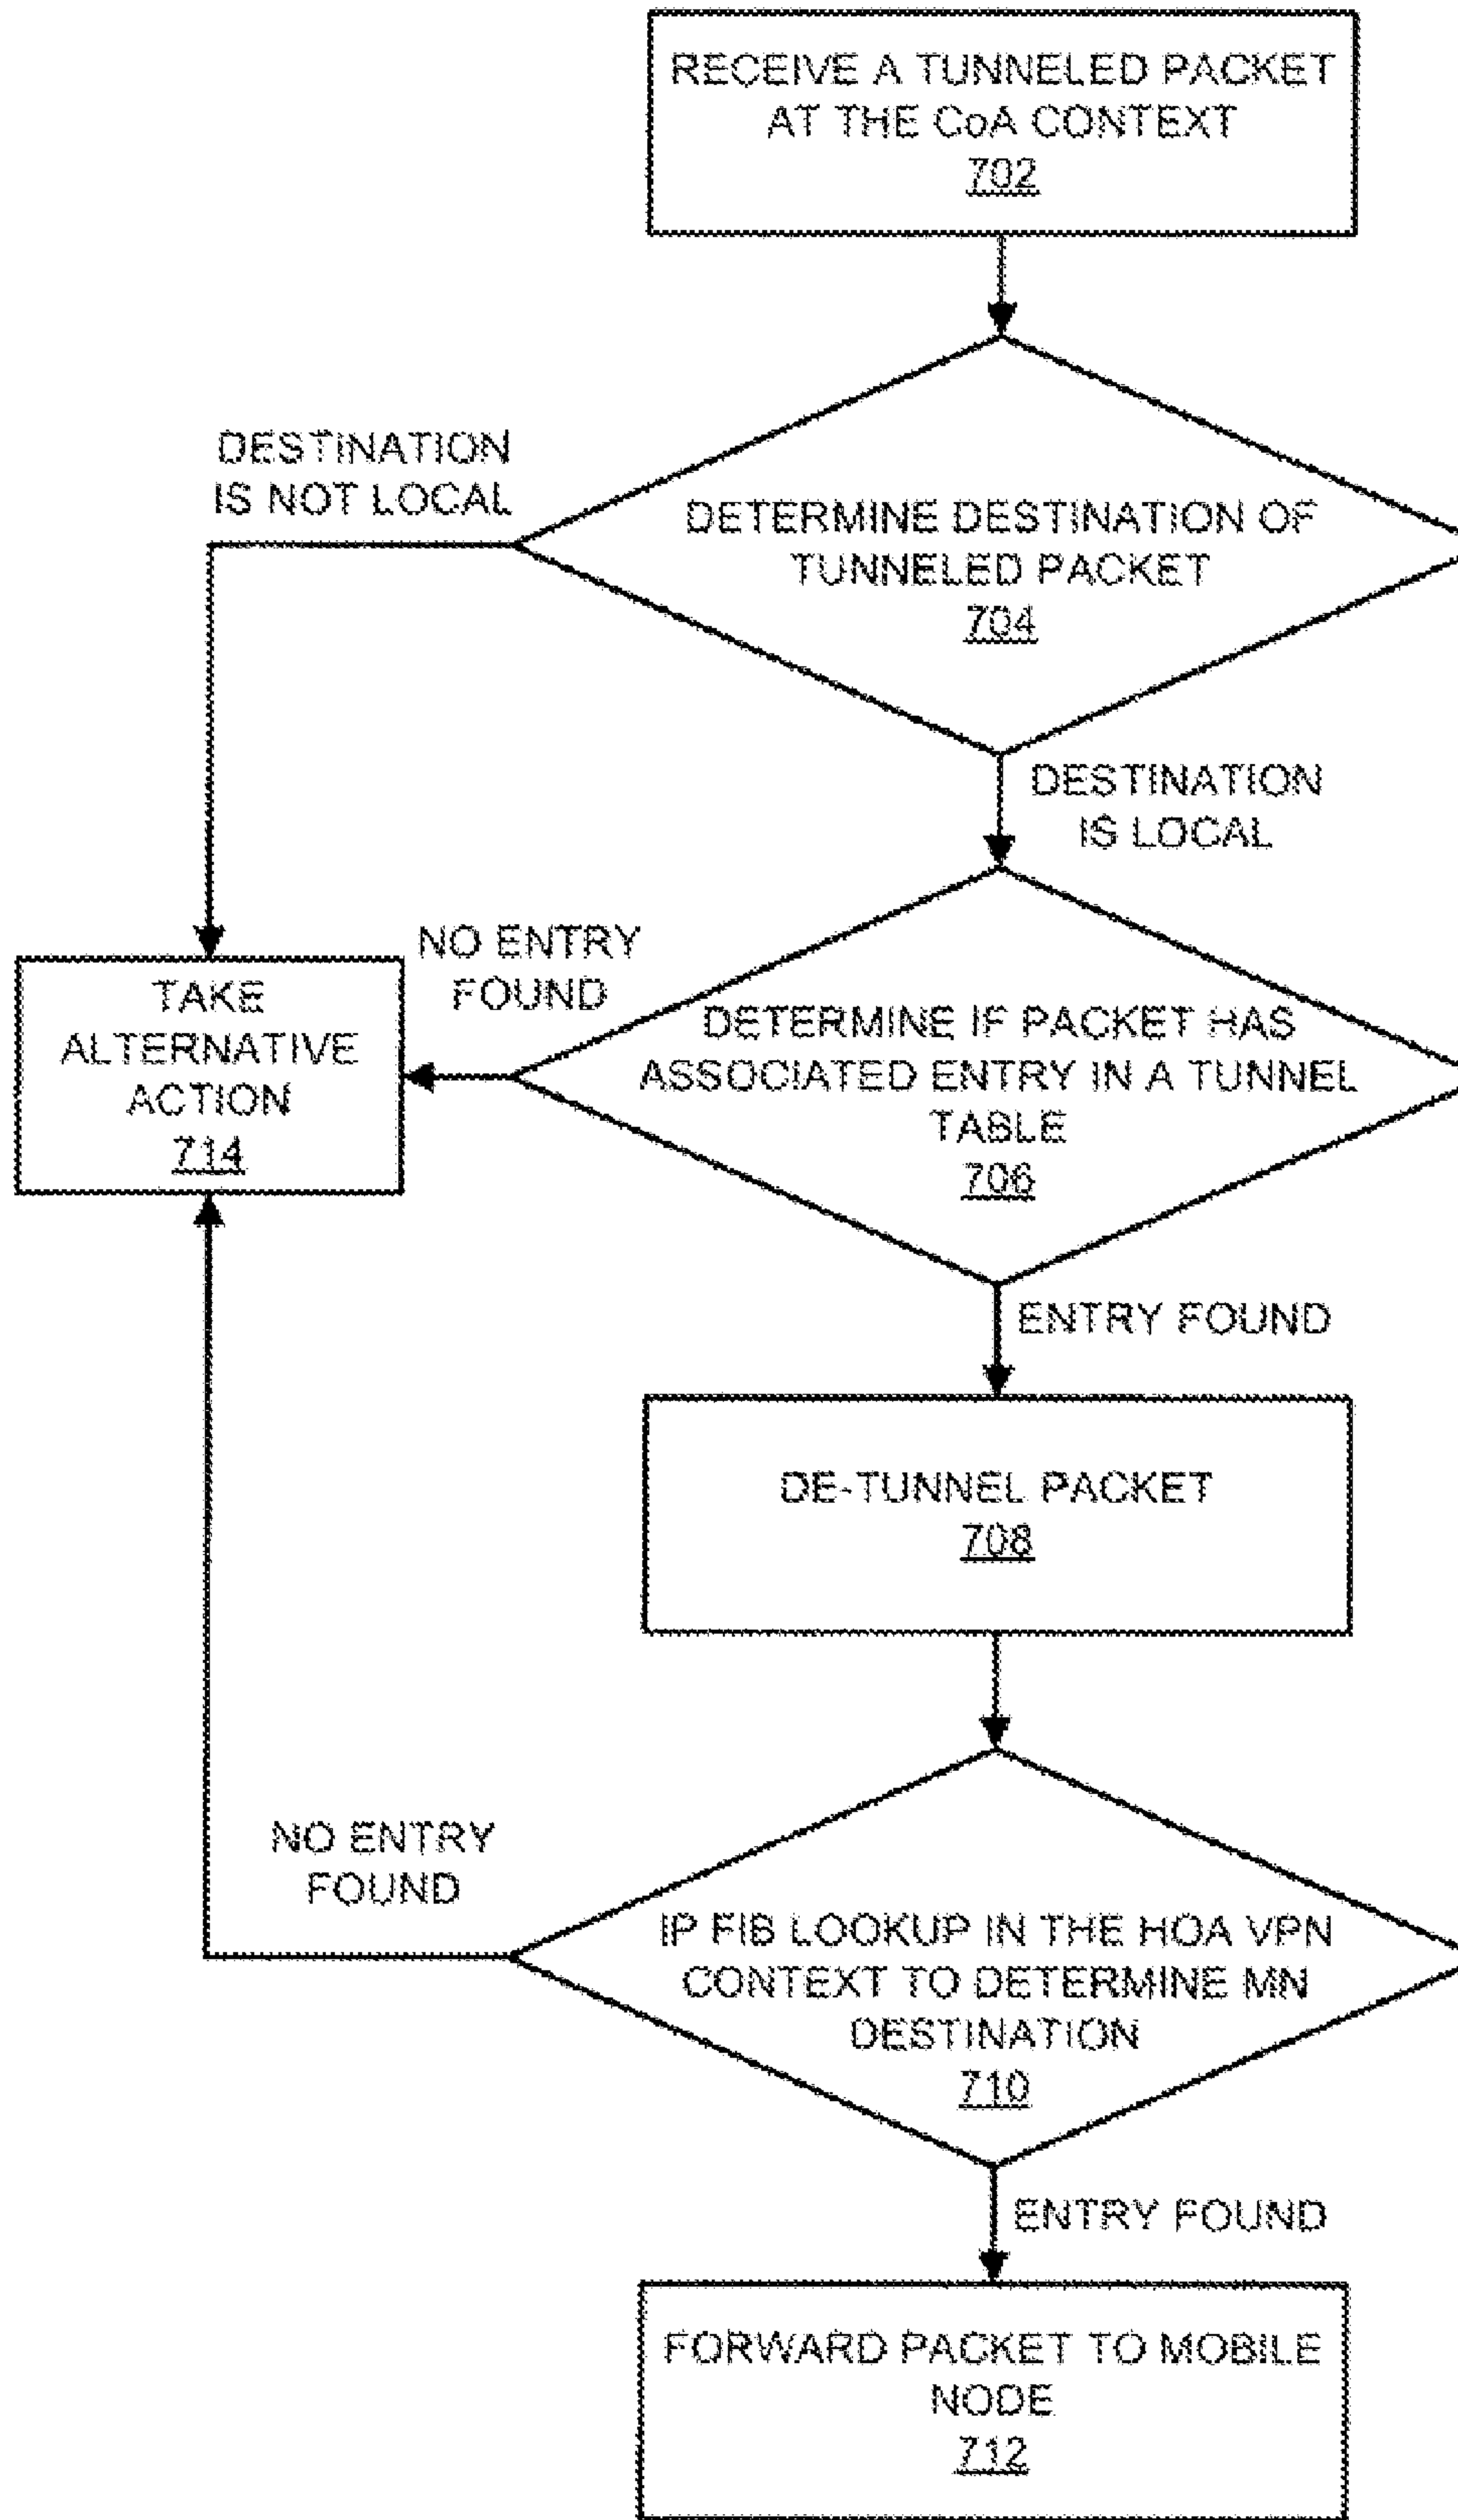 RECEIVE A TUNNELED PACKET
AT THE CoA CONTEXT
702
DESTINATION
IS NOT LOCAL
DETERMINE DESTINATION OF
TUNNELED PACKET
704
DESTINATION
IS LOCAL
NO ENTRY
FOUND
TAKE
ALTERNATIVE
ACTION
714
DETERMINE IF PACKET HAS
ASSOCIATED ENTRY IN A TUNNEL
TABLE
706
ENTRY FOUND
DE-TUNNEL PACKET
708
NO ENTRY
FOUND
IP FIB LOOKUP IN THE HOA VPN
CONTEXT TO DETERMINE MN
DESTINATION
710
ENTRY FOUND
FORWARD PACKET TO MOBILE
NODE
712